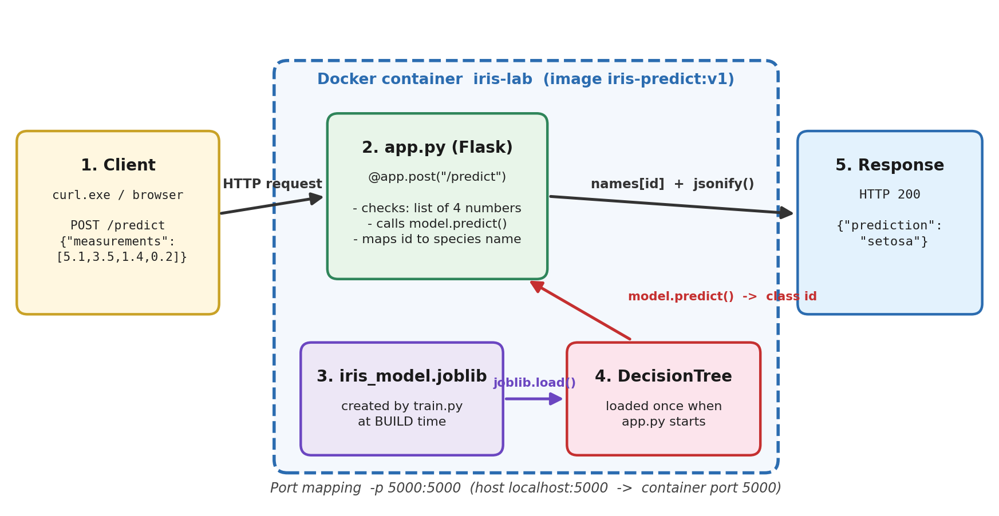 Docker container  iris-lab  (image iris-predict:v1)
1. Client
curl.exe / browser
POST /predict
{"measurements":
[5.1,3.5,1.4,0.2]}
HTTP request
2. app.py (Flask)
@app.post("/predict")
- checks: list of 4 numbers
- calls model.predict()
- maps id to species name
names[id]  +  jsonify()
5. Response
HTTP 200
{"prediction":
"setosa"}
model.predict()  ->  class id
3. iris_model.joblib
created by train.py
at BUILD time
joblib.load()
4. DecisionTree
loaded once when
app.py starts
Port mapping  -p 5000:5000  (host localhost:5000  ->  container port 5000)